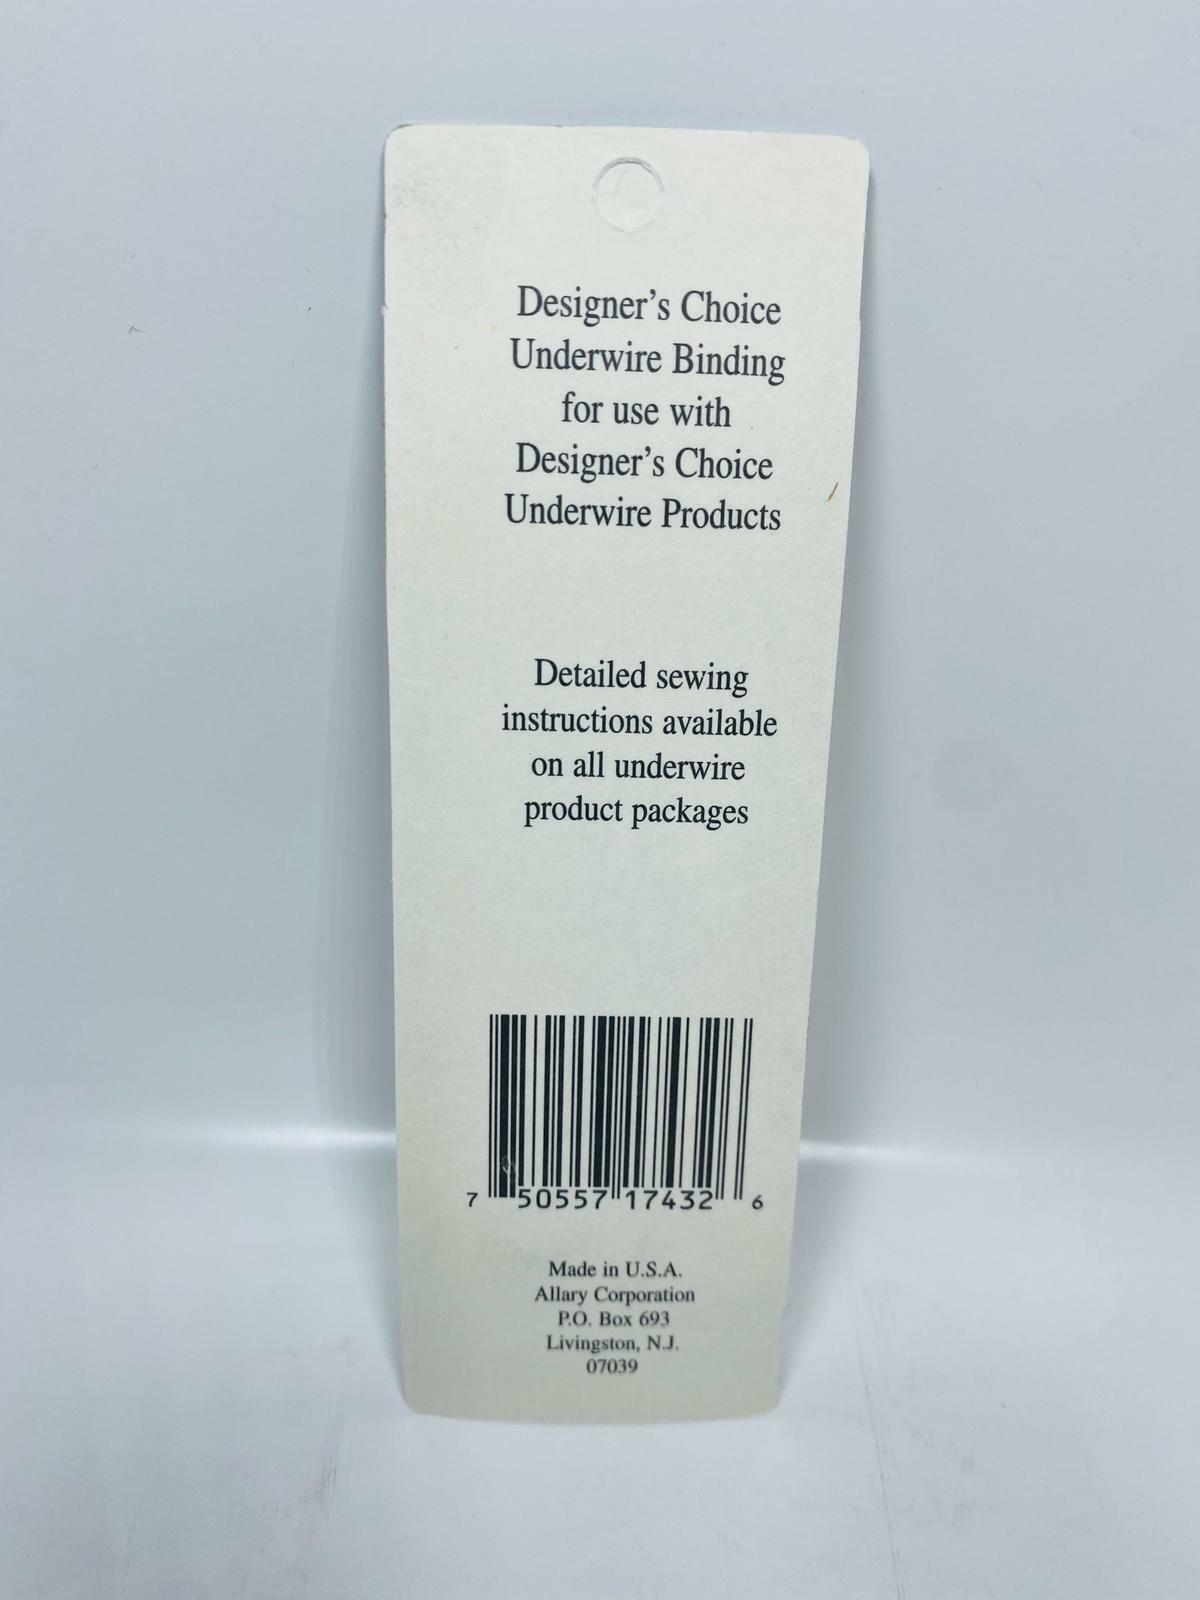 Designer's Choice
Underwire Binding
for use with
Designer's Choice
Underwire Products
Detailed sewing
instructions available
on all underwire
product packages
7 50557 17432 6
Made in U.S.A.
Allary Corporation
P.O. Box 693
Livingston, N.J.
07039